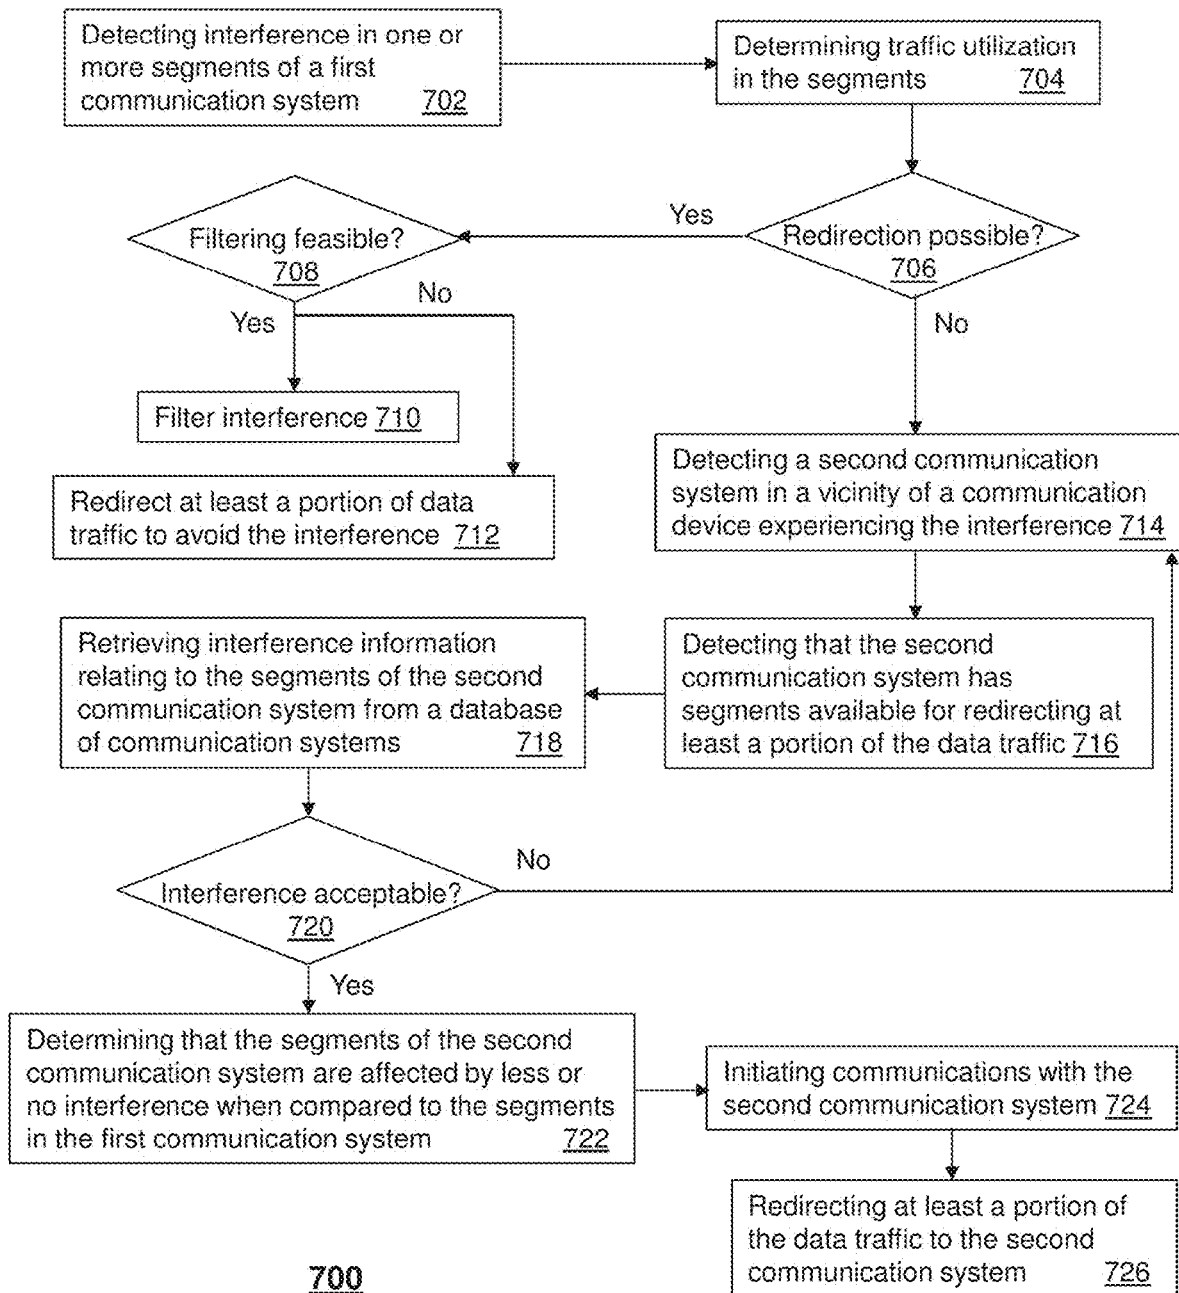 Detecting interference in one or
more segments of a first
communication system 702
Determining traffic utilization
in the segments 704
Redirection possible?
706
Yes
No
Filtering feasible?
708
Yes
No
Filter interference 710
Redirect at least a portion of data
traffic to avoid the interference 712
Detecting a second communication
system in a vicinity of a communication
device experiencing the interference 714
Detecting that the second
communication system has
segments available for redirecting at
least a portion of the data traffic 716
Retrieving interference information
relating to the segments of the second
communication system from a database
of communication systems 718
Interference acceptable?
720
No
Yes
Determining that the segments of the second
communication system are affected by less or
no interference when compared to the segments
in the first communication system 722
Initiating communications with the
second communication system 724
Redirecting at least a portion of
the data traffic to the second
communication system 726
700